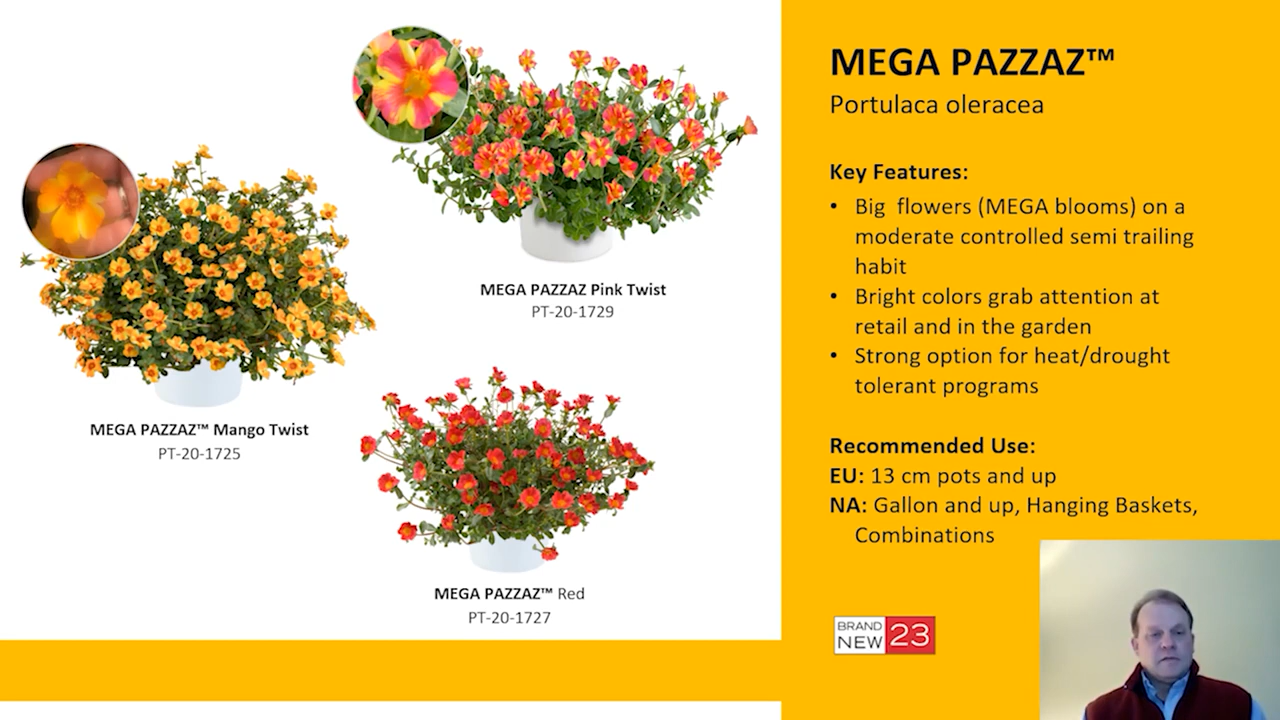 MEGA PAZZAZ™
Portulaca oleracea
Key Features:
• Big flowers (MEGA blooms) on a
moderate controlled semi trailing
habit
• Bright colors grab attention at
retail and in the garden
• Strong option for heat/drought
tolerant programs
Recommended Use:
EU: 13 cm pots and up
NA: Gallon and up, Hanging Baskets,
Combinations
BRAND
NEW 23
MEGA PAZZAZ Pink Twist
PT-20-1729
MEGA PAZZAZ™ Mango Twist
PT-20-1725
MEGA PAZZAZ™ Red
PT-20-1727